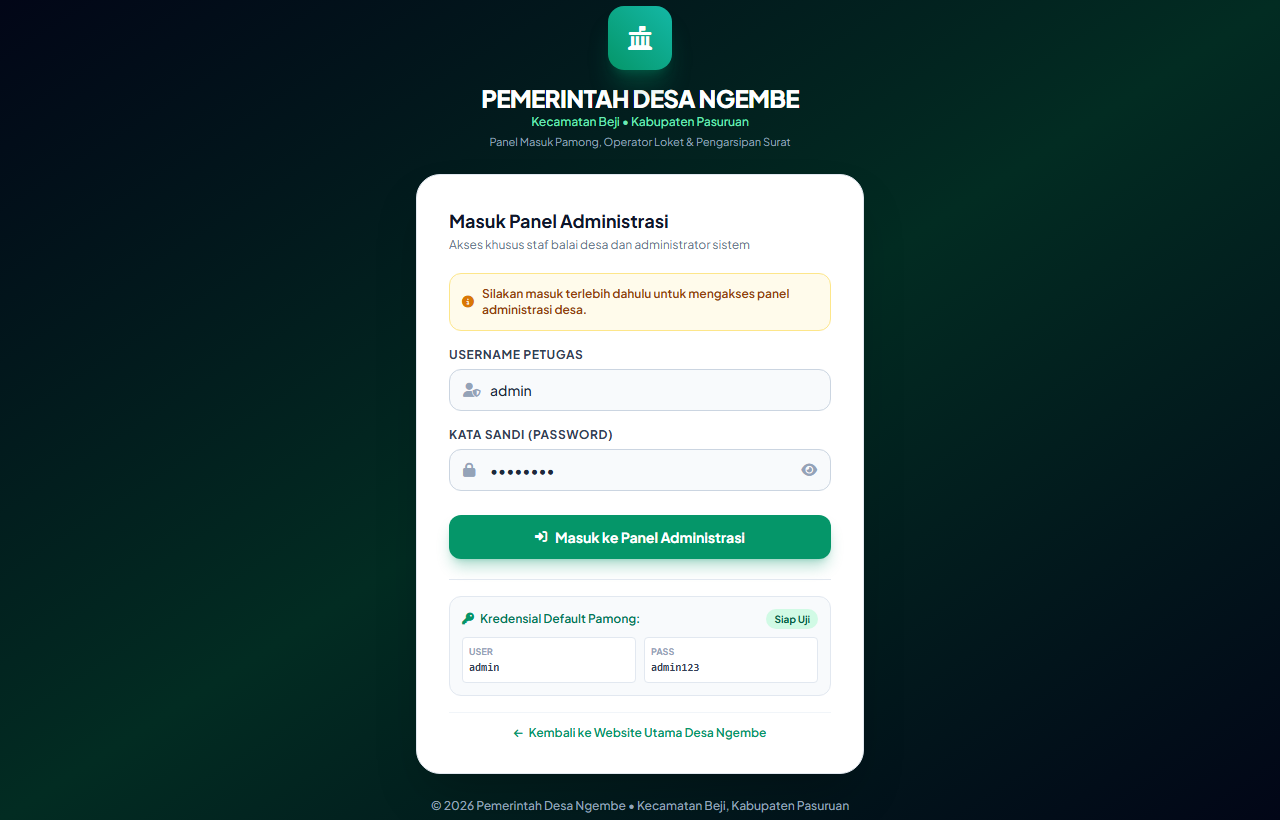 PEMERINTAH DESA NGEMBE
Kecamatan Beji • Kabupaten Pasuruan
Panel Masuk Pamong, Operator Loket & Pengarsipan Surat
Masuk Panel Administrasi
Akses khusus staf balai desa dan administrator sistem
Silakan masuk terlebih dahulu untuk mengakses panel
administrasi desa.
USERNAME PETUGAS
admin
KATA SANDI (PASSWORD)
••••••••
Masuk ke Panel Administrasi
Kredensial Default Pamong:
Siap Uji
USER
admin
PASS
admin123
← Kembali ke Website Utama Desa Ngembe
© 2026 Pemerintah Desa Ngembe • Kecamatan Beji, Kabupaten Pasuruan